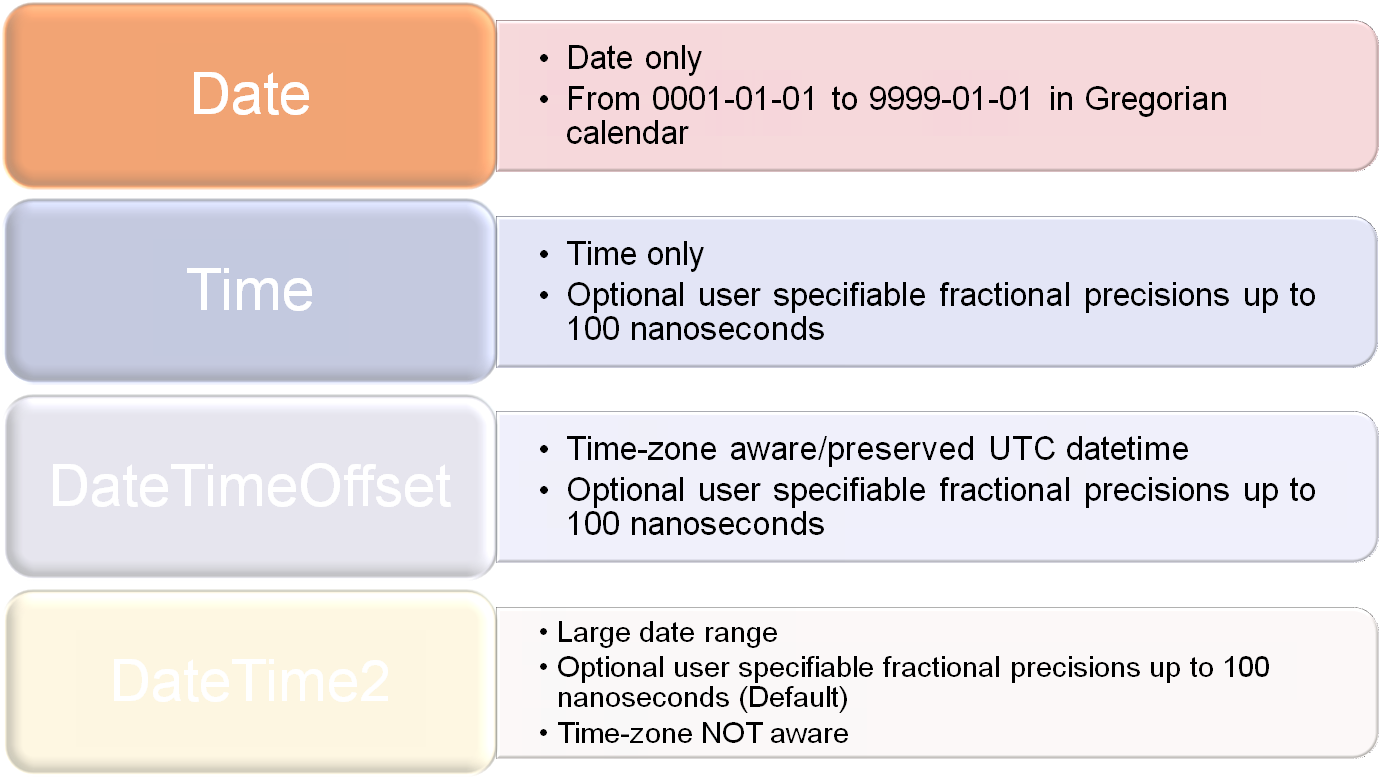 Date
• Date only
• From 0001-01-01 to 9999-01-01 in Gregorian
calendar
Time
• Time only
• Optional user specifiable fractional precisions up to
100 nanoseconds
DateTimeOffset
• Time-zone aware/preserved UTC datetime
• Optional user specifiable fractional precisions up to
100 nanoseconds
DateTime2
• Large date range
• Optional user specifiable fractional precisions up to 100
nanoseconds (Default)
• Time-zone NOT aware